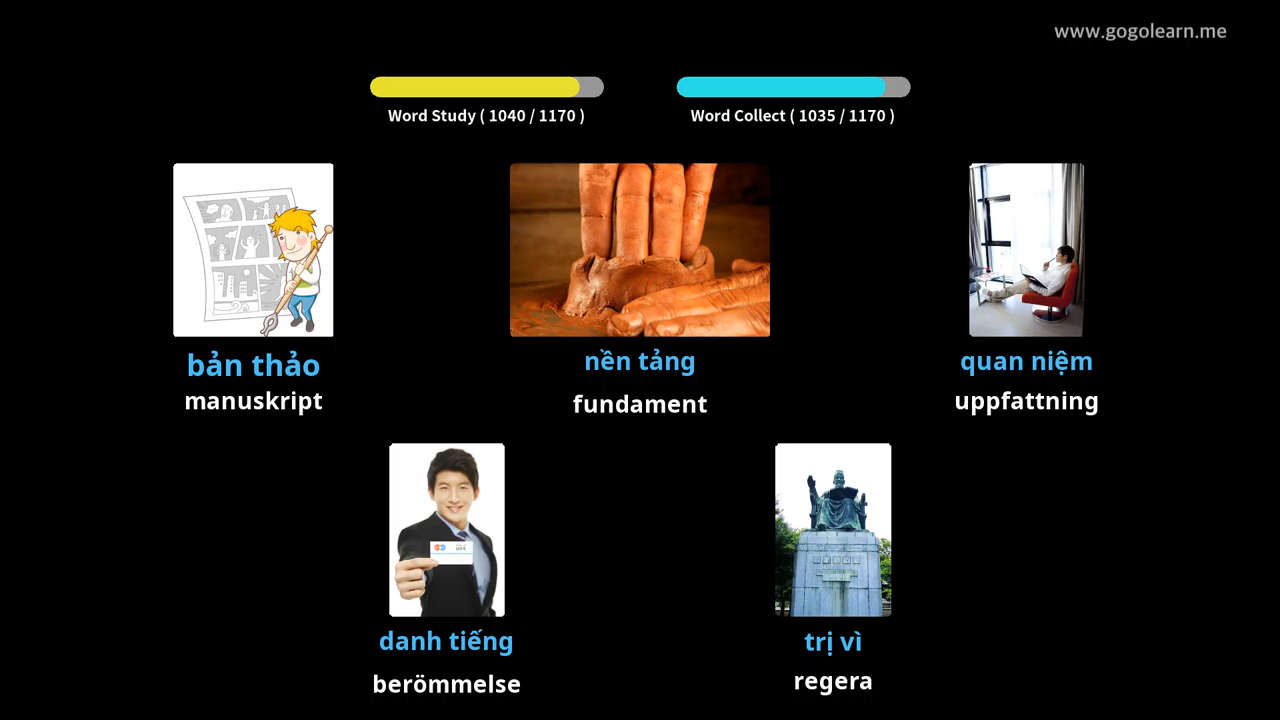 www.gogolearn.me
Word Study ( 1040 / 1170 )
Word Collect ( 1035 / 1170 )
bản thảo
manuskript
nền tảng
fundament
quan niệm
uppfattning
danh tiếng
berömmelse
trị vì
regera